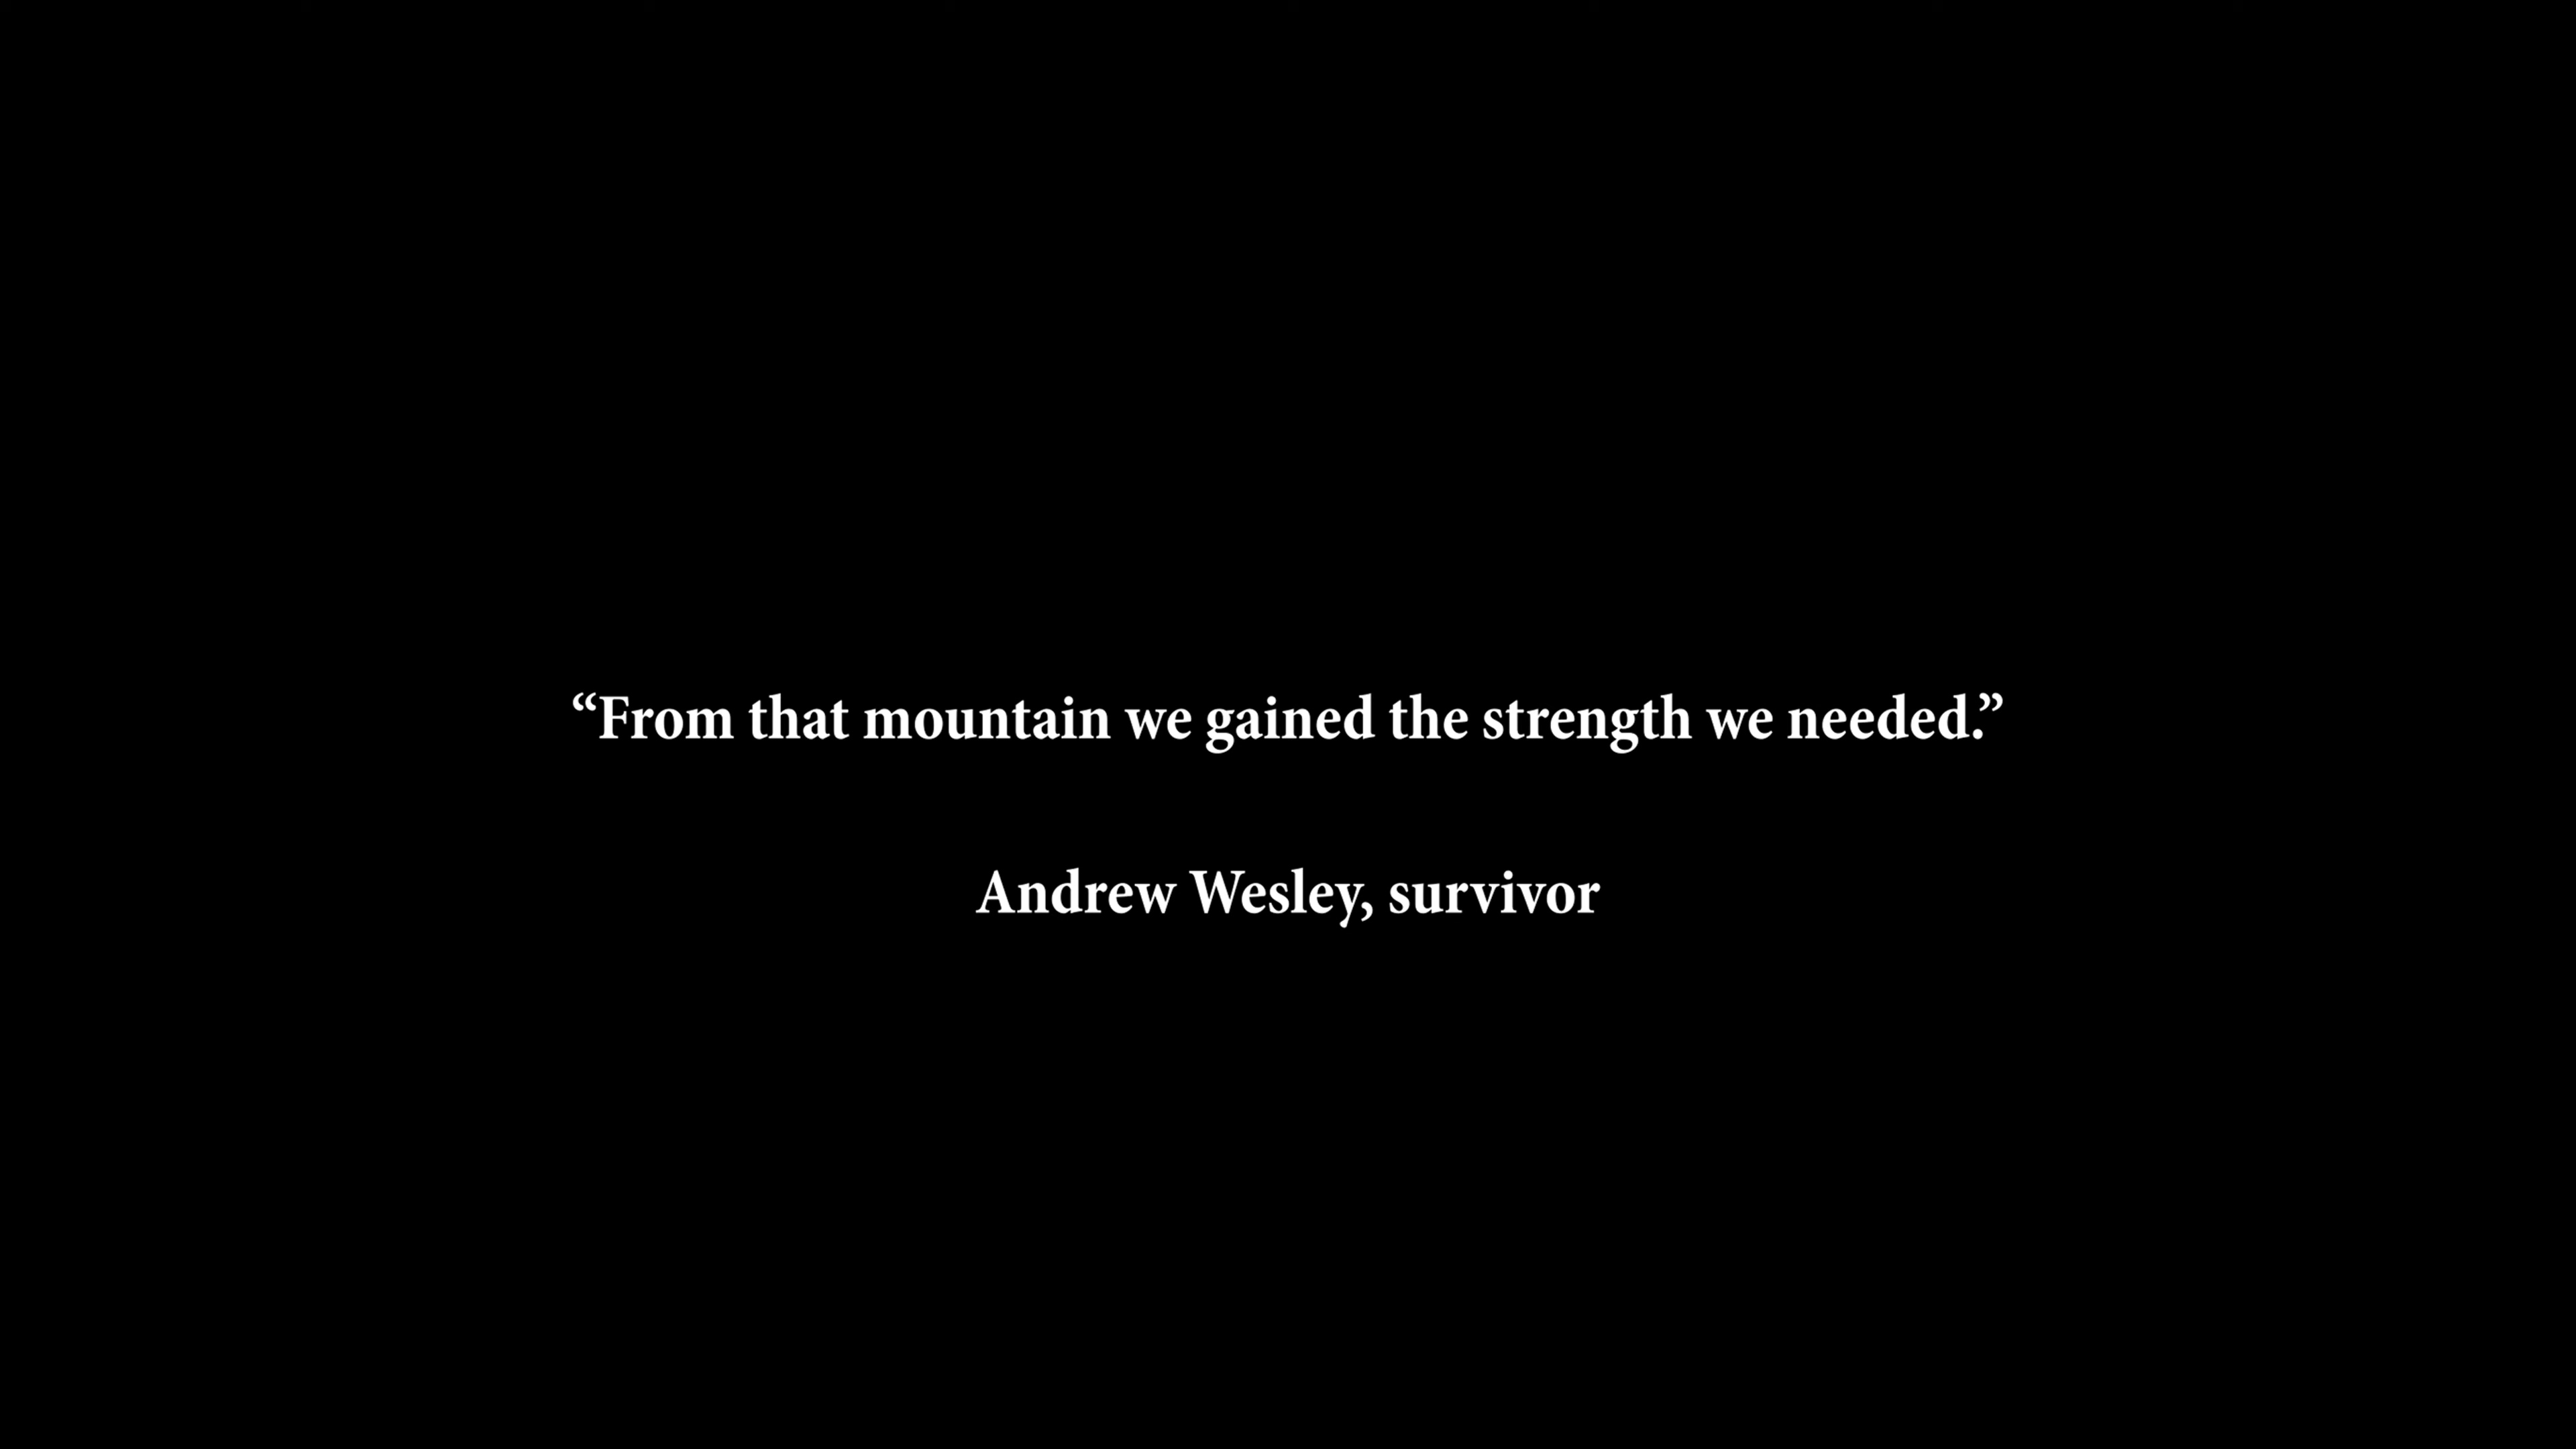 “From that mountain we gained the strength we needed.”
Andrew Wesley, survivor